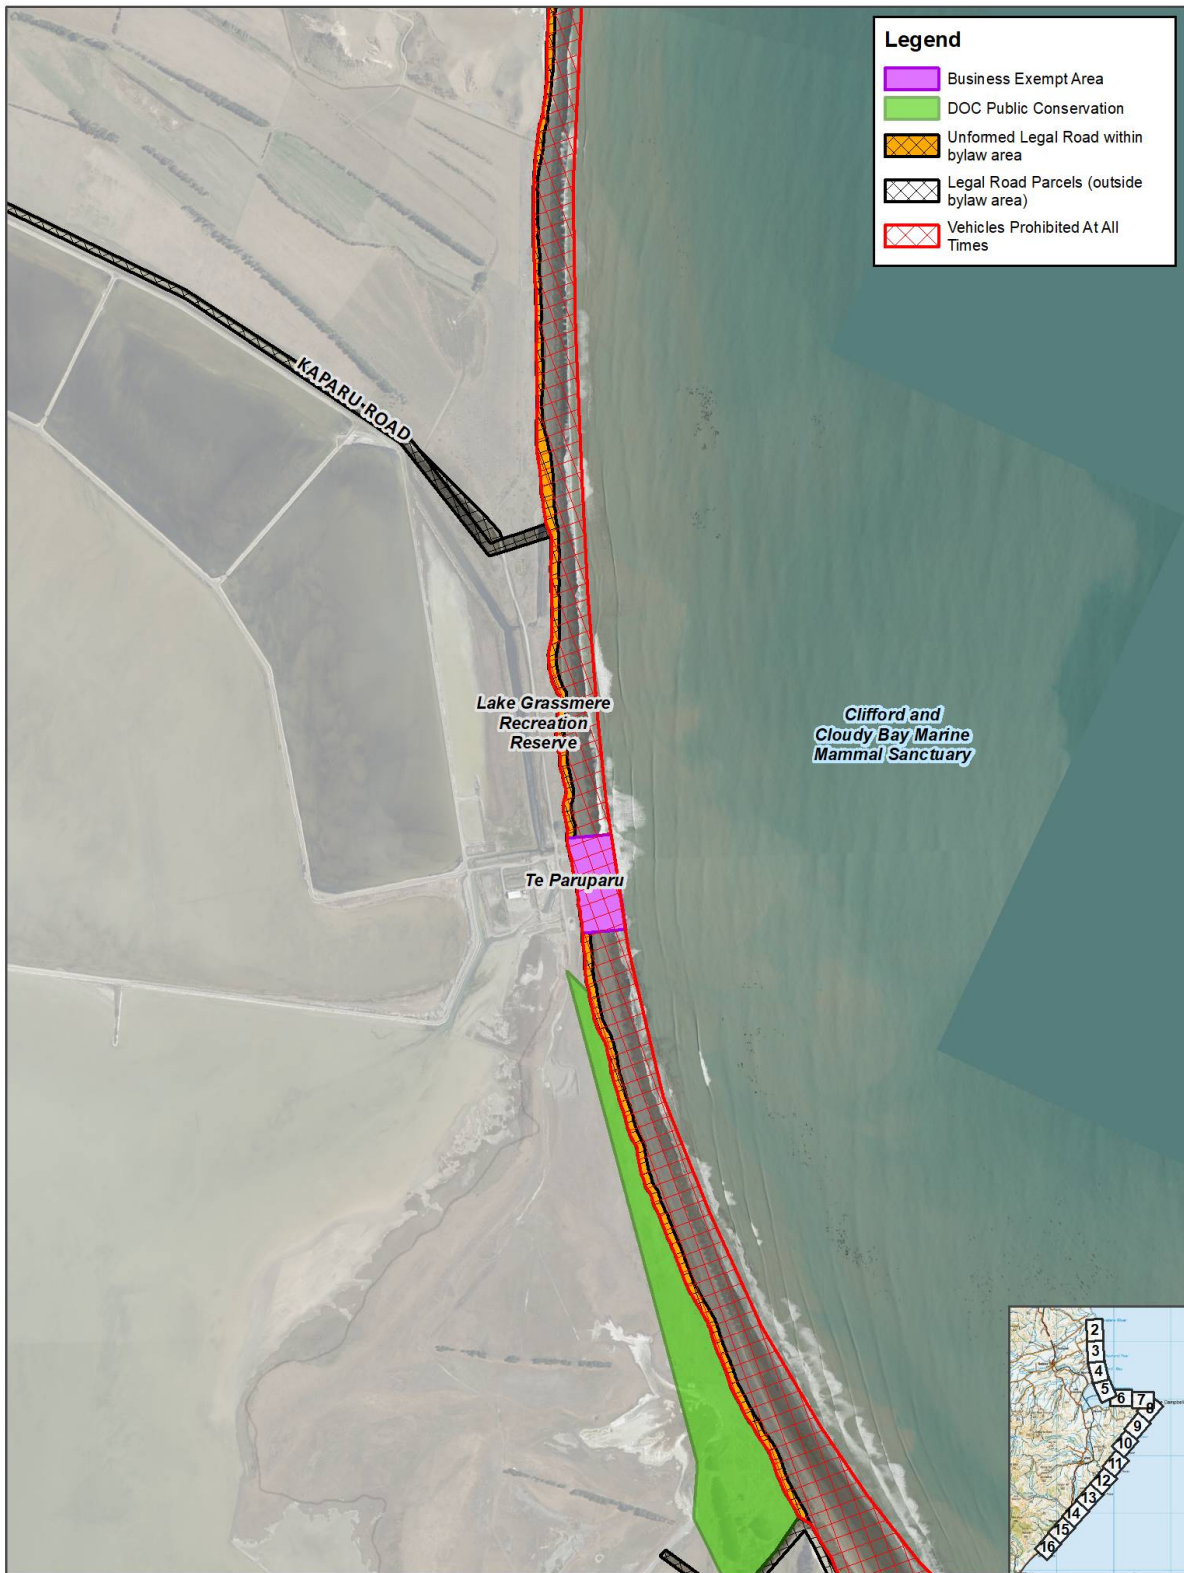 Legend
Business Exempt Area
DOC Public Conservation
Unformed Legal Road within
bylaw area
Legal Road Parcels (outside
bylaw area)
Vehicles Prohibited At All
Times
KAPARU ROAD
Lake Grassmere
Recreation
Reserve
Clifford and
Cloudy Bay Marine
Mammal Sanctuary
Te Paruparu
2
3
4
5
6
7
8
9
10
11
12
13
14
15
16